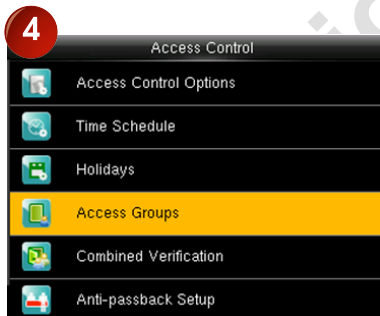 4
Access Control
Access Control Options
Time Schedule
Holidays
Access Groups
Combined Verification
Anti-passback Setup